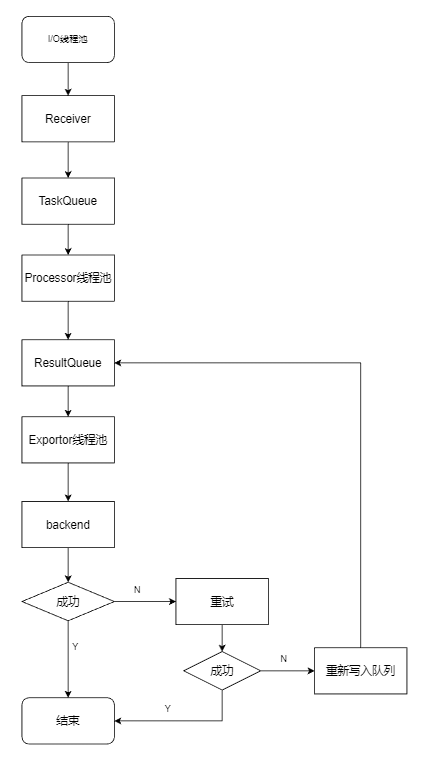 I/O线程池
Receiver
TaskQueue
Processor线程池
ResultQueue
Exportor线程池
backend
成功
N
重试
Y
成功
N
重新写入队列
Y
结束